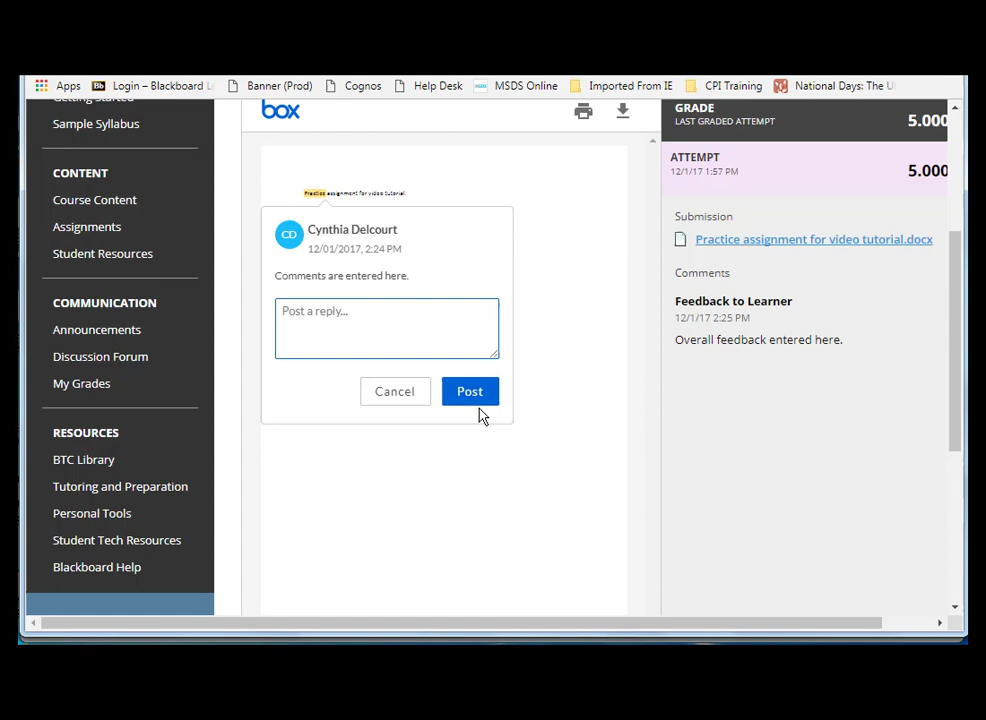 Apps Bb Login – Blackboard L Banner (Prod) Cognos Help Desk MSDS Online Imported From IE CPI Training National Days: The U
Getting Started
Sample Syllabus
CONTENT
Course Content
Assignments
Student Resources
COMMUNICATION
Announcements
Discussion Forum
My Grades
RESOURCES
BTC Library
Tutoring and Preparation
Personal Tools
Student Tech Resources
Blackboard Help
box
Practice assignment for video tutorial.
CD Cynthia Delcourt
12/01/2017, 2:24 PM
Comments are entered here.
Post a reply...
Cancel Post
GRADE
LAST GRADED ATTEMPT 5.000
ATTEMPT
12/1/17 1:57 PM 5.000
Submission
Practice assignment for video tutorial.docx
Comments
Feedback to Learner
12/1/17 2:25 PM
Overall feedback entered here.